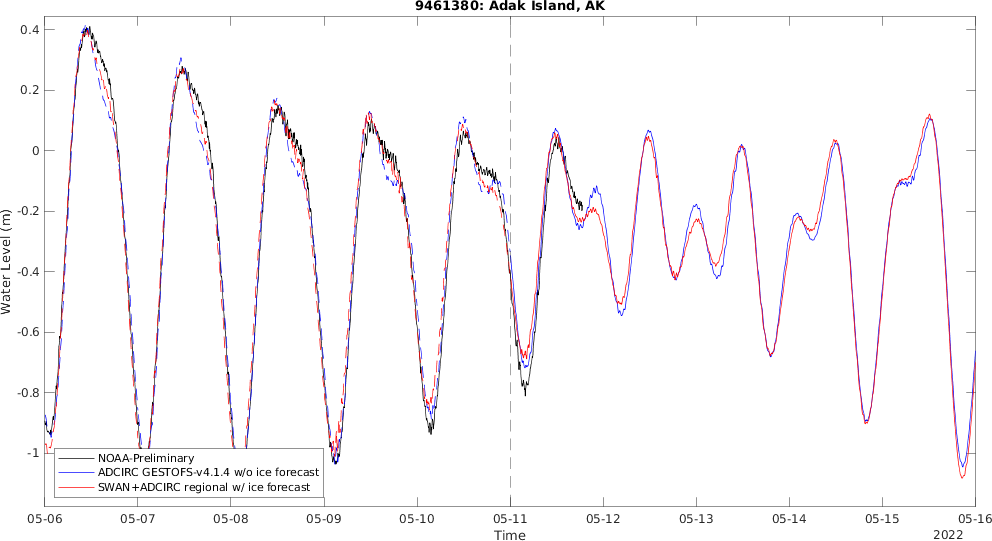 9461380: Adak Island, AK
Water Level (m)
0.4
0.2
0
-0.2
-0.4
-0.6
-0.8
-1
NOAA-Preliminary
ADCIRC GESTOFS-v4.1.4 w/o ice forecast
SWAN+ADCIRC regional w/ ice forecast
05-06 05-07 05-08 05-09 05-10 05-11 05-12 05-13 05-14 05-15 05-16
Time
2022